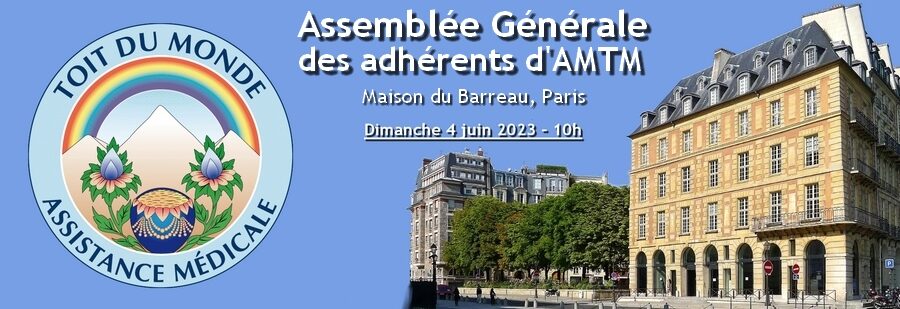 TOIT DU MONDE
ASSISTANCE MÉDICALE
Assemblée Générale
des adhérents d'AMTM
Maison du Barreau, Paris
Dimanche 4 juin 2023 - 10h